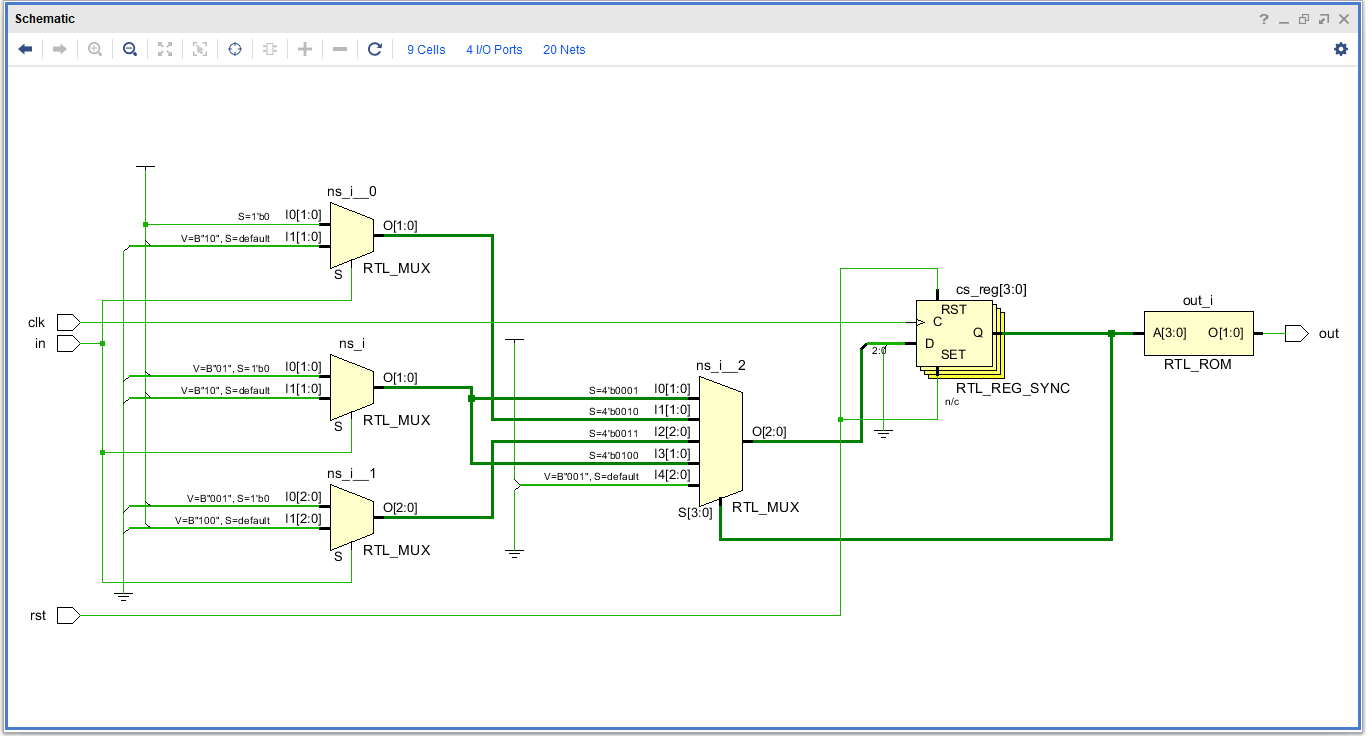 Schematic
?
9 Cells
4 I/O Ports
20 Nets
ns_i__0
S=1'b0 I0[1:0]
V=B"10", S=default I1[1:0]
O[1:0]
S
RTL_MUX
clk
in
ns_i
V=B"01", S=1'b0 I0[1:0]
V=B"10", S=default I1[1:0]
O[1:0]
S
RTL_MUX
ns_i__1
V=B"001", S=1'b0 I0[2:0]
V=B"100", S=default I1[2:0]
O[2:0]
S
RTL_MUX
rst
ns_i__2
S=4'b0001 I0[1:0]
S=4'b0010 I1[1:0]
S=4'b0011 I2[2:0]
S=4'b0100 I3[1:0]
V=B"001", S=default I4[2:0]
O[2:0]
S[3:0]
RTL_MUX
cs_reg[3:0]
RST
C
Q
2:0
D
SET
RTL_REG_SYNC
n/c
out_i
A[3:0] O[1:0]
RTL_ROM
out